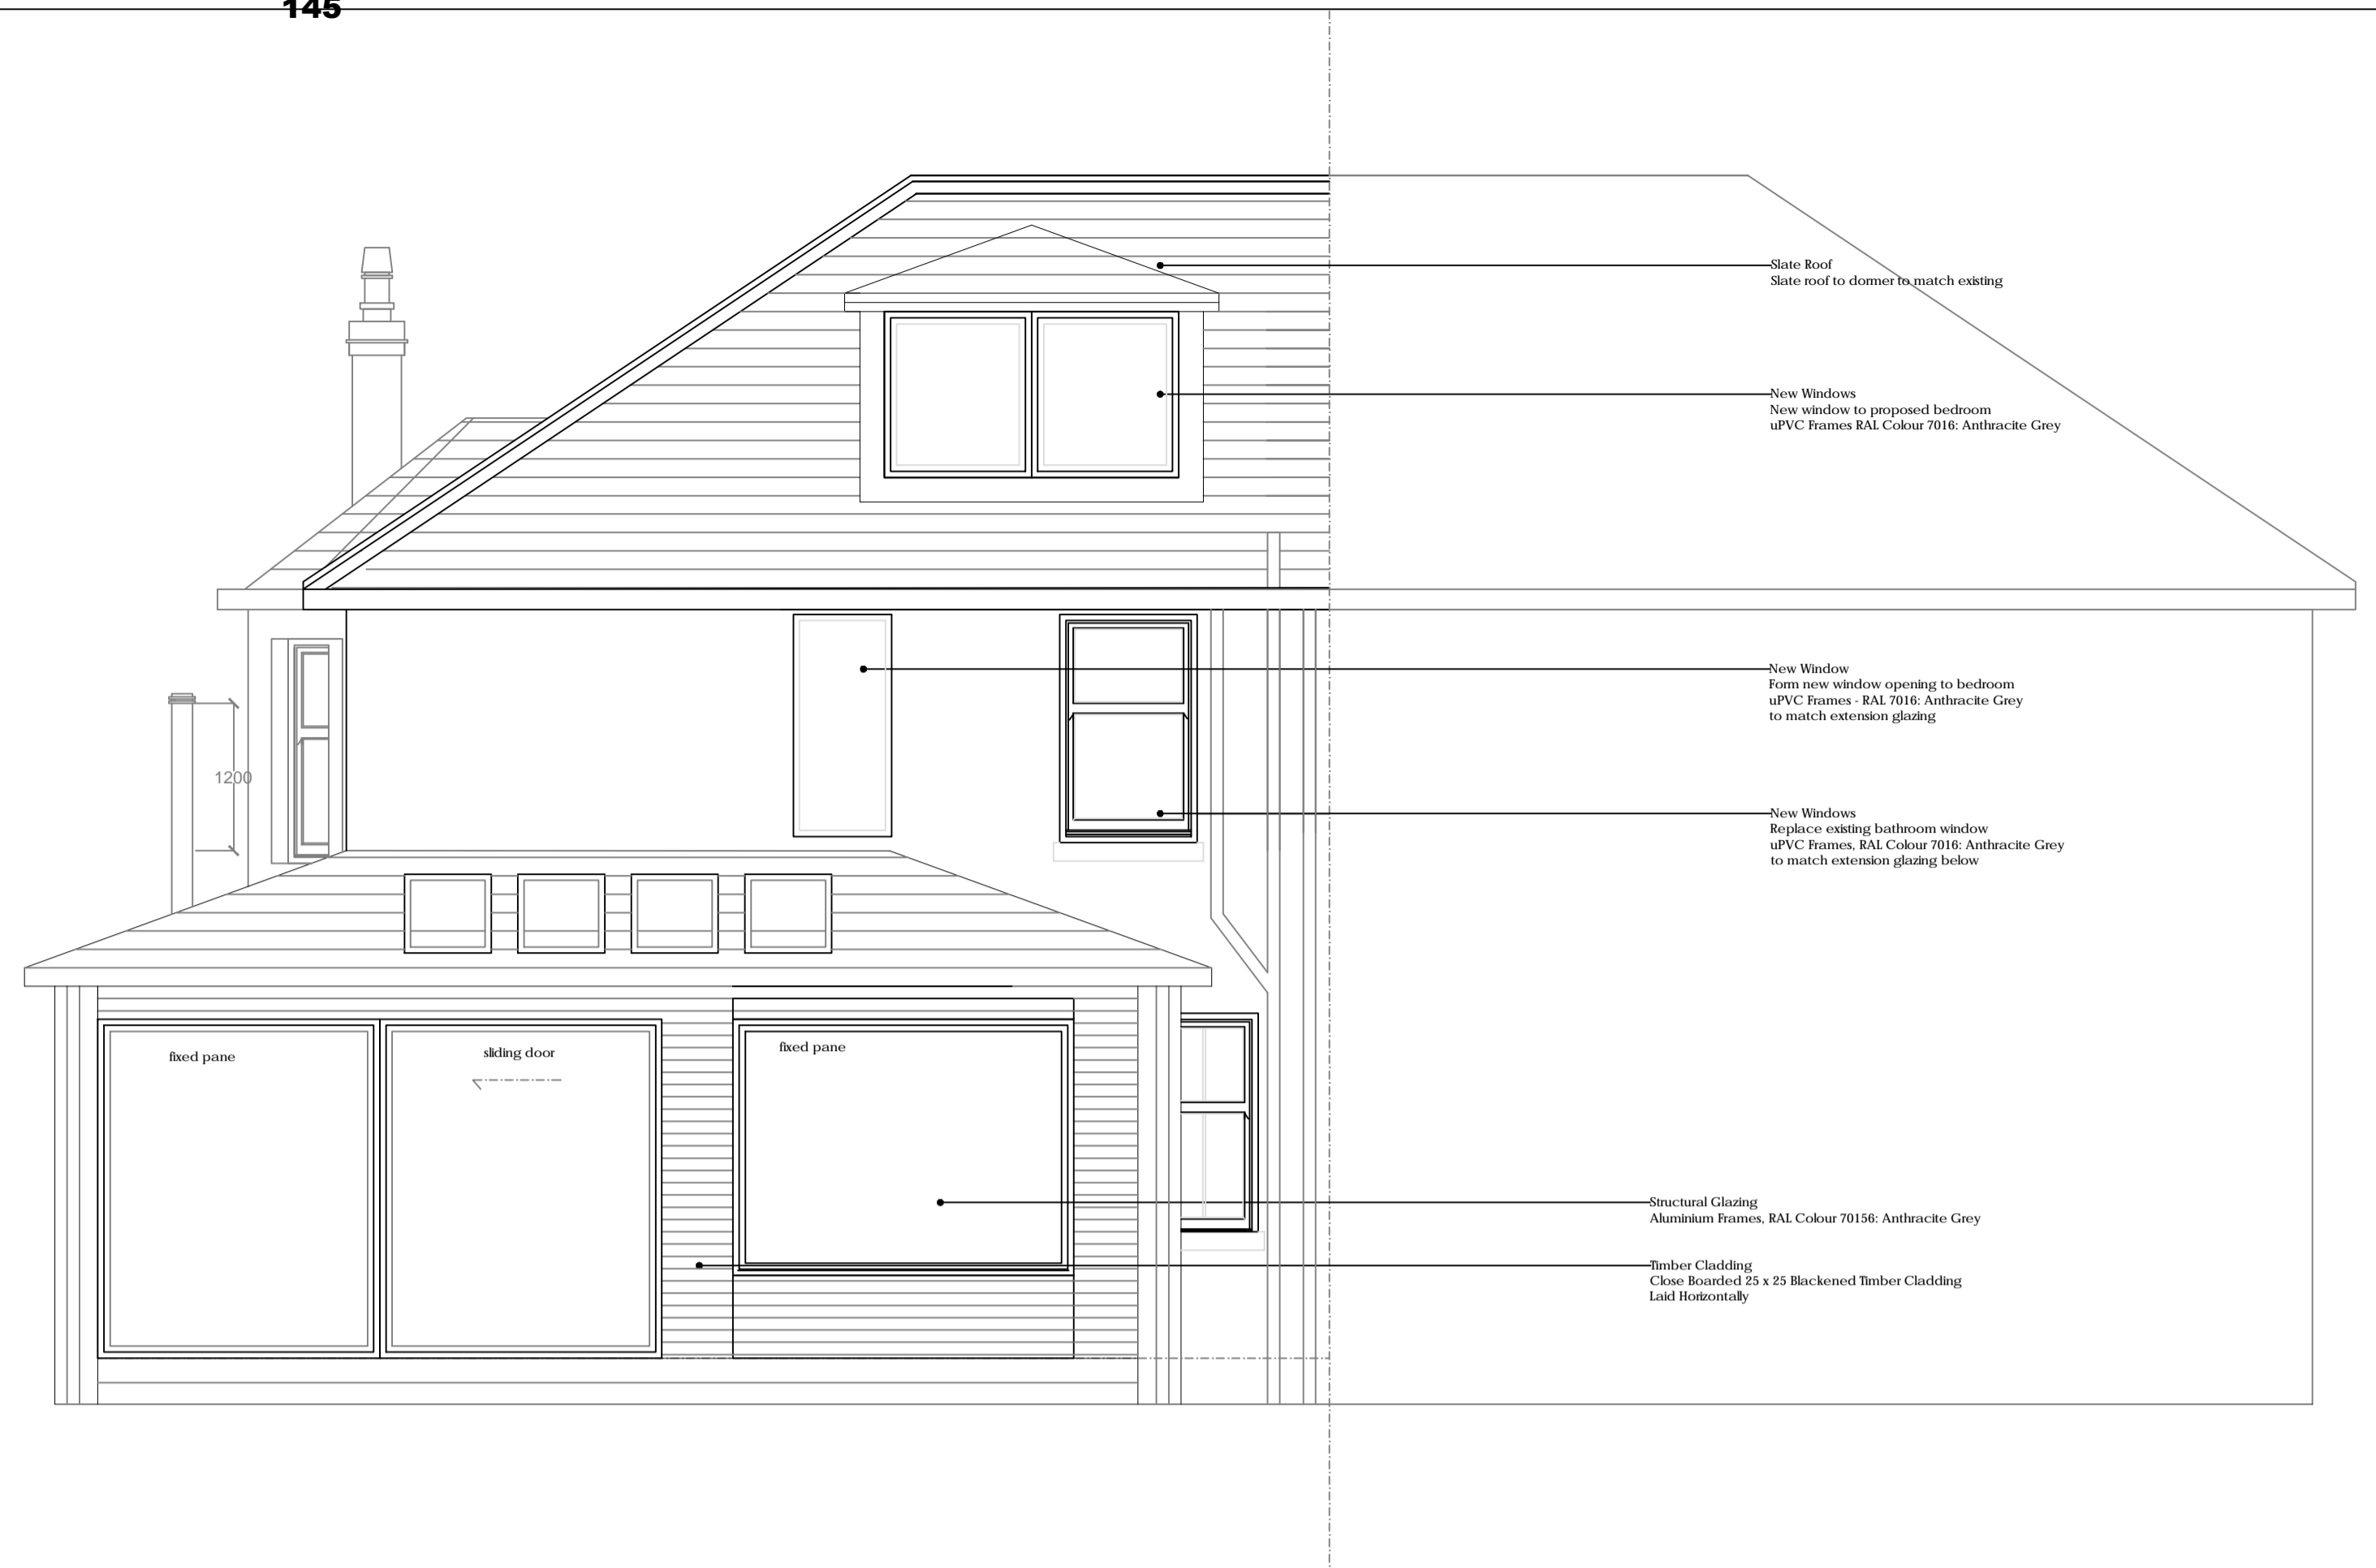 145
Slate Roof
Slate roof to dormer to match existing
New Windows
New window to proposed bedroom
uPVC Frames RAL Colour 7016: Anthracite Grey
New Window
Form new window opening to bedroom
uPVC Frames - RAL 7016: Anthracite Grey
to match extension glazing
1200
New Windows
Replace existing bathroom window
uPVC Frames, RAL Colour 7016: Anthracite Grey
to match extension glazing below
fixed pane
sliding door
fixed pane
Structural Glazing
Aluminium Frames, RAL Colour 70156: Anthracite Grey
Timber Cladding
Close Boarded 25 x 25 Blackened Timber Cladding
Laid Horizontally